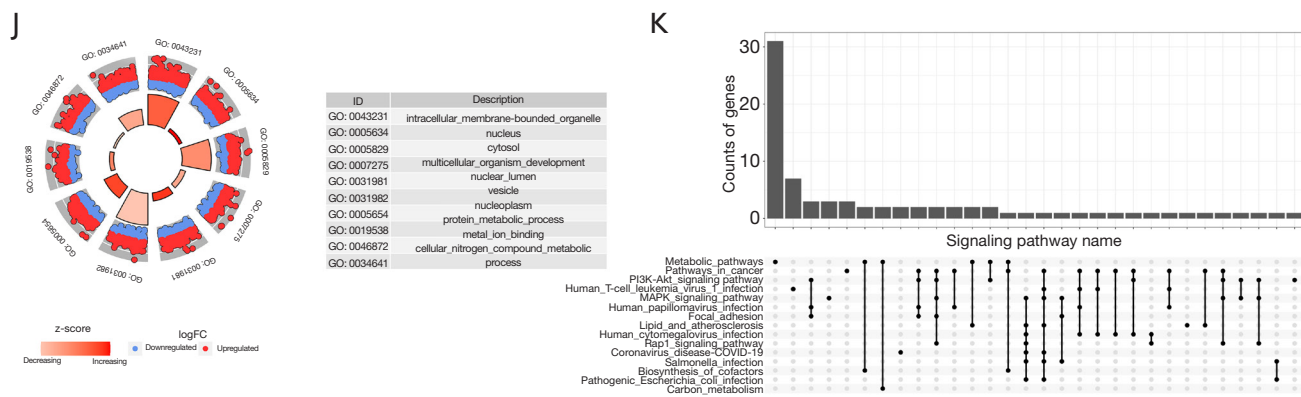 J
GO: 0034641
GO: 0043231
GO: 0046872
GO: 0005634
GO: 0019538
GO: 0005829
GO: 0005654
GO: 0007275
GO: 0031982
GO: 0031981
z-score
Decreasing
Increasing
logFC
Downregulated
Upregulated
ID Description
GO: 0043231 intracellular_membrane-bounded_organelle
GO: 0005634 nucleus
GO: 0005829 cytosol
GO: 0007275 multicellular_organism_development
GO: 0031981 nuclear_lumen
GO: 0031982 vesicle
GO: 0005654 nucleoplasm
GO: 0019538 protein_metabolic_process
GO: 0046872 metal_ion_binding
cellular_nitrogen_compound_metabolic
GO: 0034641 process
K
Counts of genes
30
20
10
0
Signaling pathway name
Metabolic_pathways
Pathways_in_cancer
PI3K-Akt_signaling_pathway
Human_T-cell_leukemia_virus_1_infection
MAPK_signaling_pathway
Human_papillomavirus_infection
Focal_adhesion
Lipid_and_atherosclerosis
Human_cytomegalovirus_infection
Rap1_signaling_pathway
Coronavirus_disease-COVID-19
Salmonella_infection
Biosynthesis_of_cofactors
Pathogenic_Escherichia_coli_infection
Carbon_metabolism